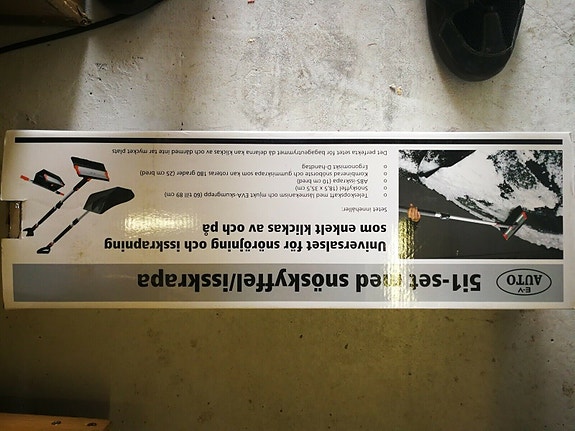 E-V
AUTO
5i1-set med snöskyffel/isskrapa
Universalset för snöröjning och isskrapning
som enkelt klickas av och på
Setet innehåller:
o Teleskopskaft med låsmekanism och mjukt EVA-skumgrepp (60 till 88 cm)
o Snöskyffel (18,5 x 35,5 cm)
o ABS-isskrapa (10 cm bred)
o Kombinerad snöborste och gummiskrapa som kan roteras 180 grader (25 cm bred)
o Ergonomiskt D-handtag
Det perfekta setet för bagageutrymmet då delarna kan klickas av och därmed tar inte mycket plats